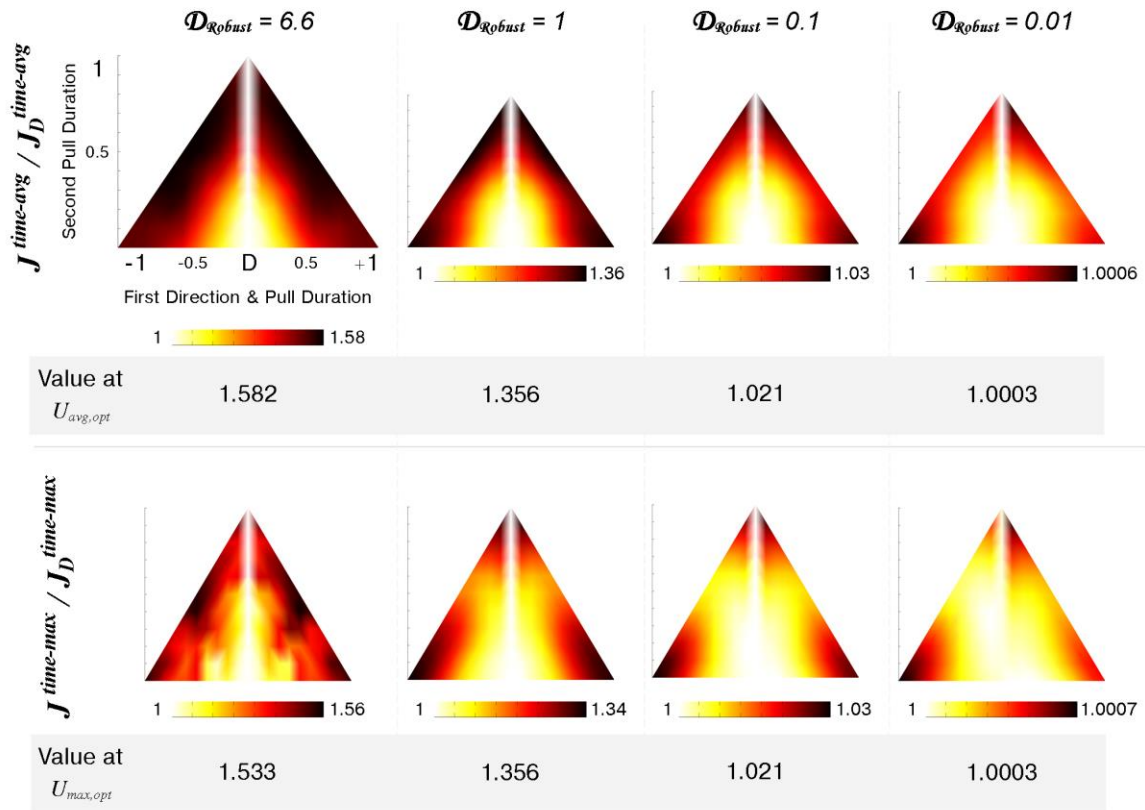 𝒟Robust = 6.6
𝒟Robust = 1
𝒟Robust = 0.1
𝒟Robust = 0.01
J time-avg / J_D time-avg
Second Pull Duration
1
0.5
-1
-0.5
D
0.5
+1
First Direction & Pull Duration
1
1.58
1
1.36
1
1.03
1
1.0006
Value at
U avg,opt
1.582
1.356
1.021
1.0003
J time-max / J_D time-max
1
1.56
1
1.34
1
1.03
1
1.0007
Value at
U max,opt
1.533
1.356
1.021
1.0003